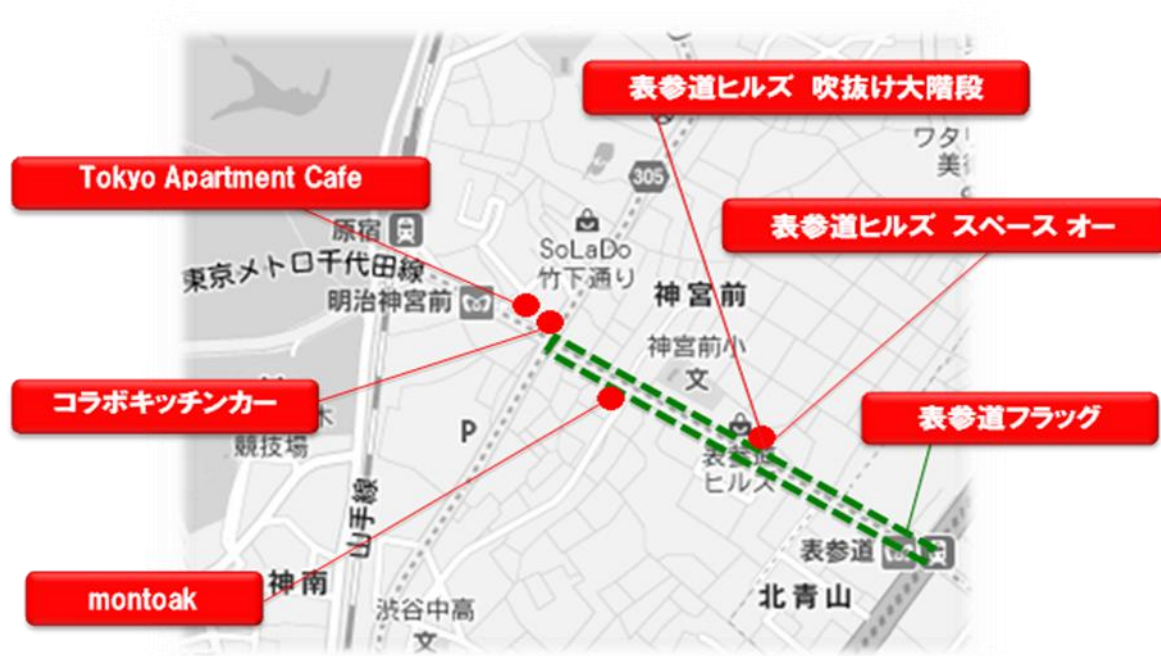 表参道ヒルズ 吹抜け大階段
Tokyo Apartment Cafe
305
表参道ヒルズ スペース オー
原宿
SoLaDo
竹下通り
東京メトロ千代田線
明治神宮前
神宮前
神宮前小
文
コラボキッチンカー
競技場
P
表参道フラッグ
表参道
ヒルズ
山手線
表参道
神南
montoak
北青山
渋谷中高
文